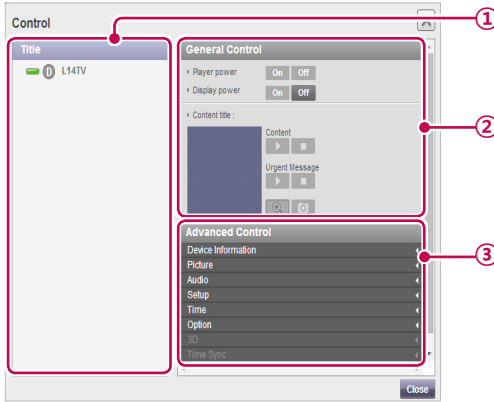 Control
①
Title
D L14TV
General Control
Player power On Off
Display power On Off
Content title :
Content
Urgent Message
②
Advanced Control
Device Information
Picture
Audio
Setup
Time
Option
3D
Time Sync
③
Close